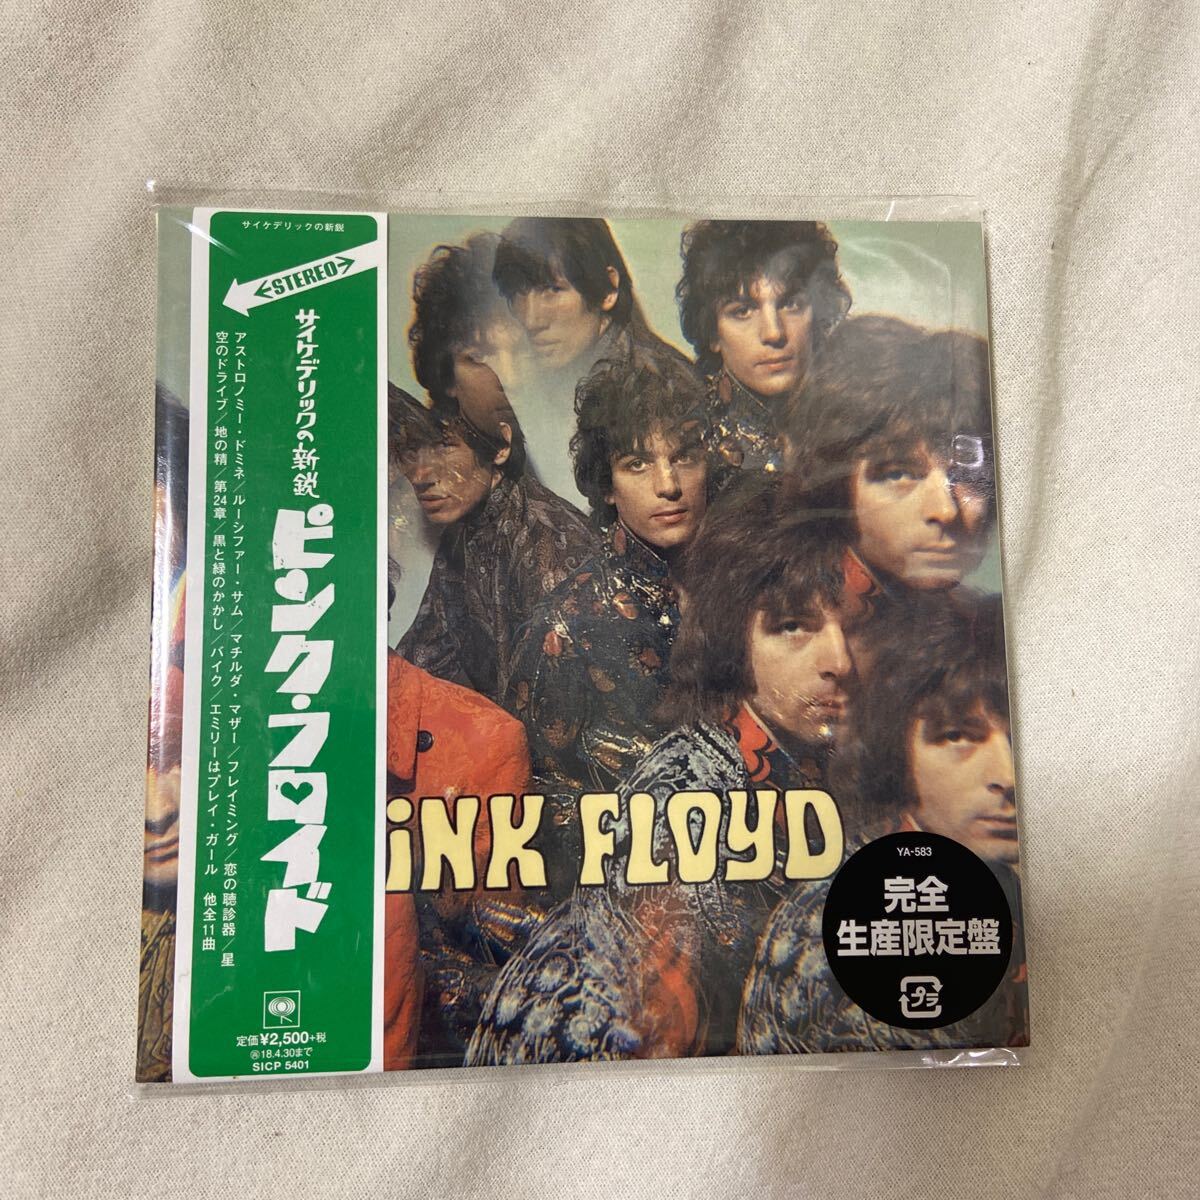 サイケデリックの新鋭
STEREO
サイケデリックの新鋭
ピンク・フロイド
アストロノミー・ドミネ/ルーシファー・サム/マチルダ・マザー/フレイミング/恋の聴診器/星
空のドライブ/地の精/第24章/黒と緑のかかし/バイク/エミリーはプレイ・ガール 他全11曲
定価¥2,500+税
再18.4.30まで
SICP 5401
iNK FLOYD
YA-583
完全
生産限定盤
プラ